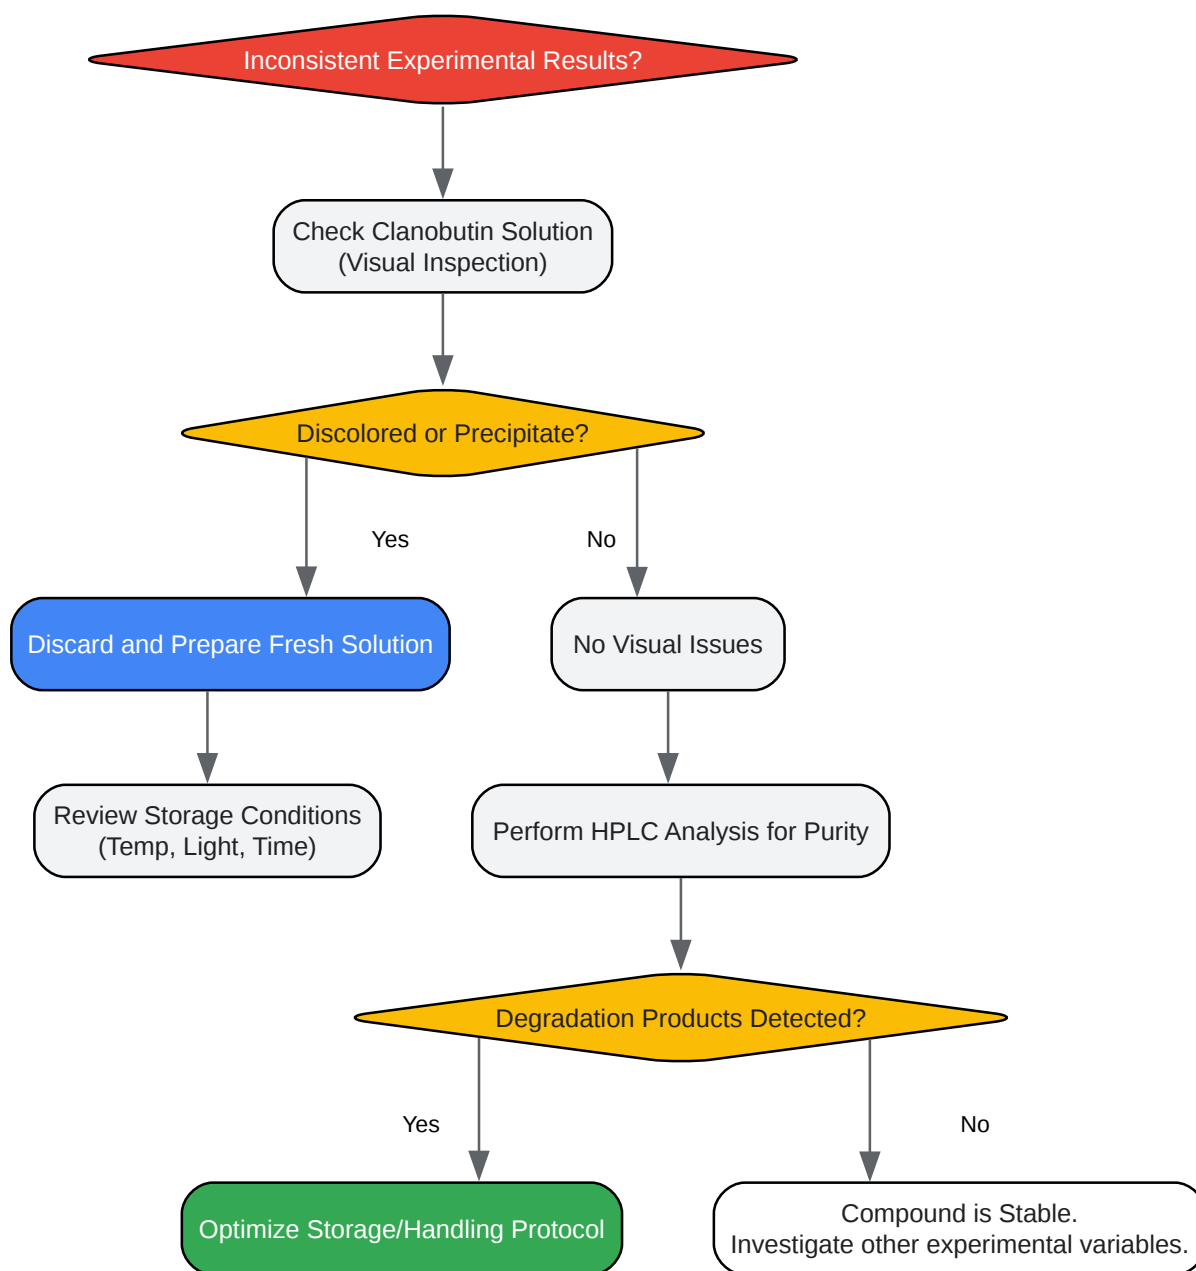 Inconsistent Experimental Results?
Check Clanobutin Solution
(Visual Inspection)
Discolored or Precipitate?
Yes
No
Discard and Prepare Fresh Solution
No Visual Issues
Review Storage Conditions
(Temp, Light, Time)
Perform HPLC Analysis for Purity
Degradation Products Detected?
Yes
No
Optimize Storage/Handling Protocol
Compound is Stable.
Investigate other experimental variables.